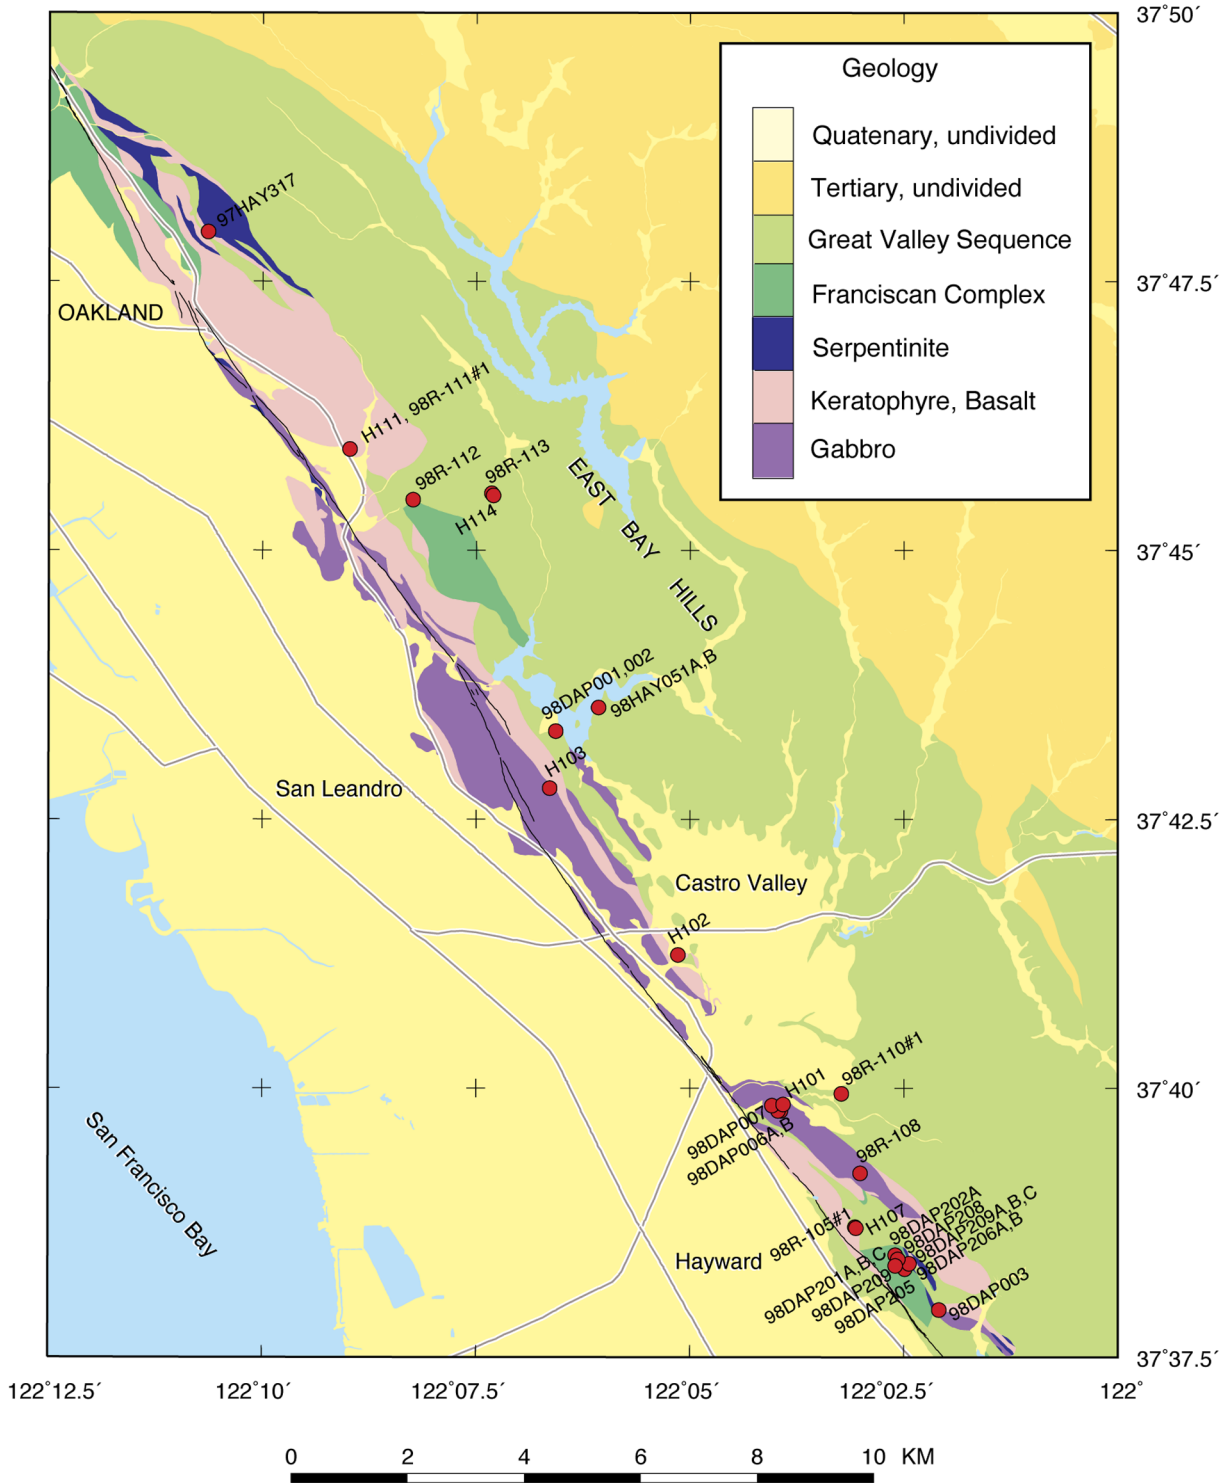 37˚50´
Geology
Quatenary, undivided
Tertiary, undivided
Great Valley Sequence
Franciscan Complex
Serpentinite
Keratophyre, Basalt
Gabbro
97HAY317
37˚47.5´
OAKLAND
H111, 98R-111#1
98R-112
98R-113
H114
EAST
BAY
HILLS
37˚45´
98DAP001,002
98HAY051A,B
H103
San Leandro
37˚42.5´
Castro Valley
H102
98R-110#1
H101
37˚40´
98DAP007
98DAP006A,B
98R-108
San Francisco Bay
98R-105#1
H107
98DAP202A
98DAP208
98DAP209A,B,C
98DAP206A,B
Hayward
98DAP201A,B,C
98DAP209
98DAP205
98DAP003
37˚37.5´
122˚12.5´
122˚10´
122˚07.5´
122˚05´
122˚02.5´
122˚
0 2 4 6 8 10 KM